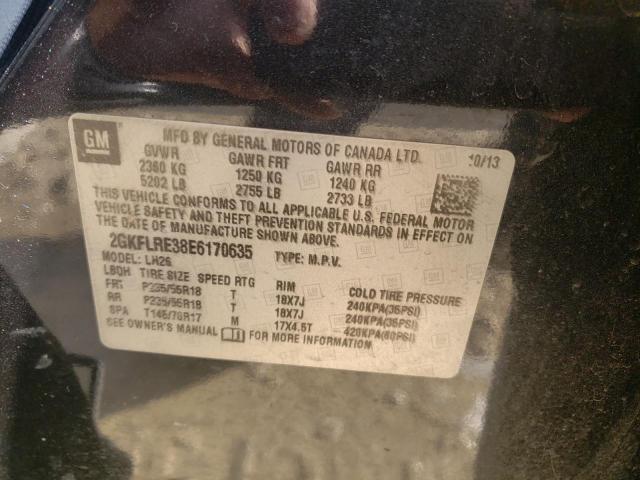 GM
MFD BY GENERAL MOTORS OF CANADA LTD.
10/13
GVWR GAWR FRT GAWR RR
2360 KG 1250 KG 1240 KG
5202 LB 2755 LB 2733 LB
THIS VEHICLE CONFORMS TO ALL APPLICABLE U.S. FEDERAL MOTOR
VEHICLE SAFETY AND THEFT PREVENTION STANDARDS IN EFFECT ON
THE DATE OF MANUFACTURE SHOWN ABOVE.
2GKFLRE38E6170635 TYPE: M.P.V.
MODEL: LH26
LBQH TIRE SIZE SPEED RTG RIM COLD TIRE PRESSURE
FRT P235/55R18 T 18X7J 240KPA(35PSI)
RR P235/55R18 T 18X7J 240KPA(35PSI)
SPA T145/70R17 M 17X4.5T 420KPA(60PSI)
SEE OWNER'S MANUAL FOR MORE INFORMATION